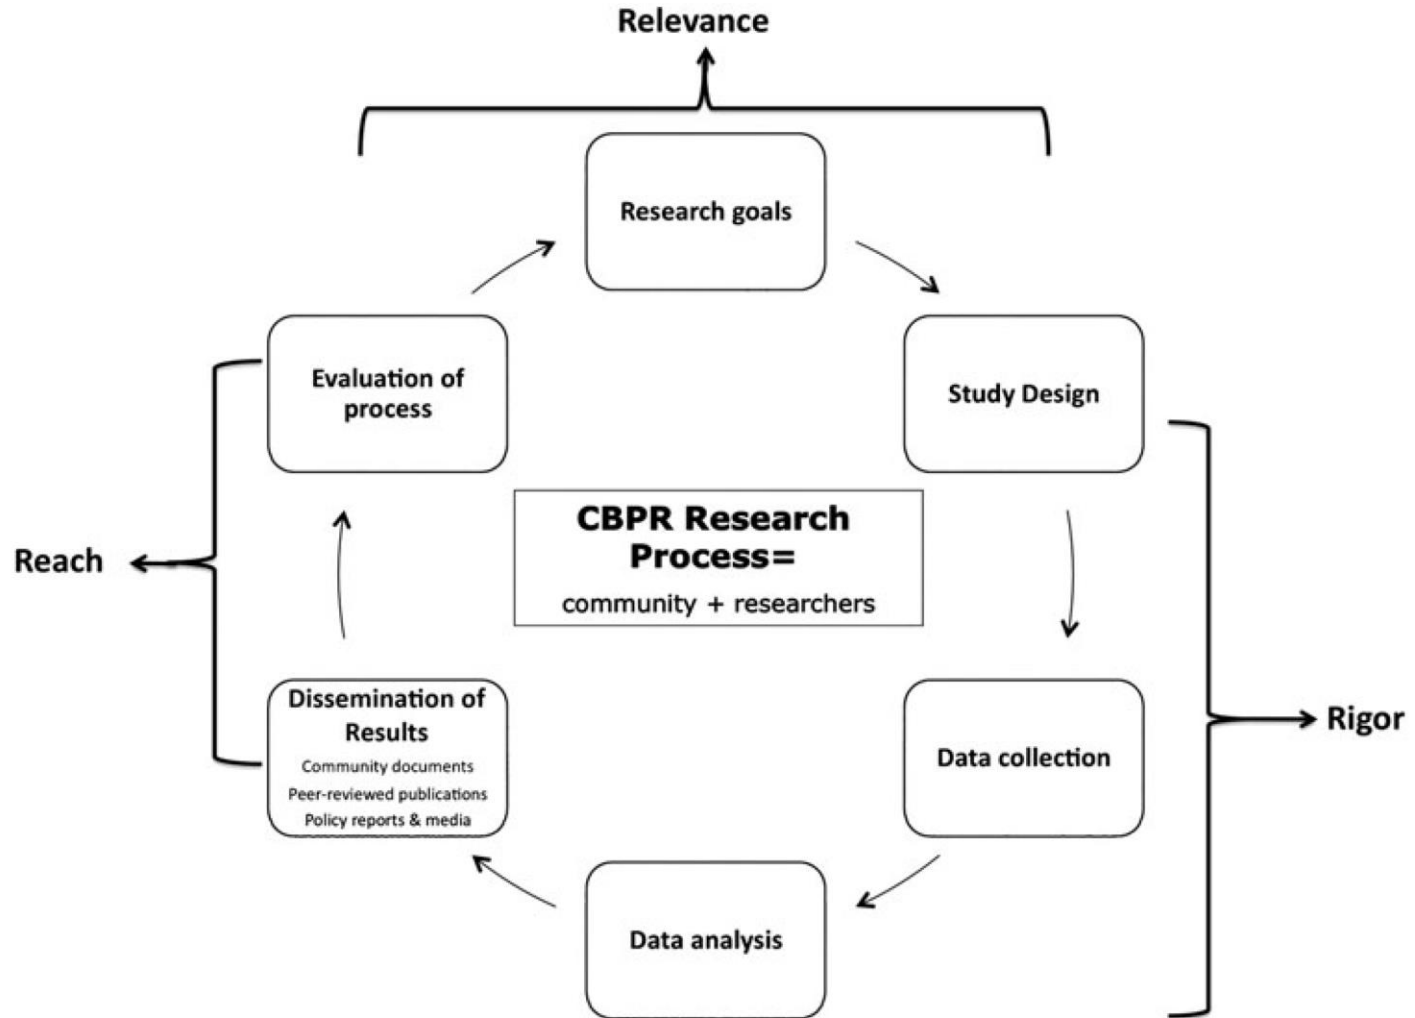 Relevance
Research goals
Evaluation of
process
Study Design
CBPR Research
Process=
community + researchers
Reach
Rigor
Dissemination of
Results
Community documents
Peer-reviewed publications
Policy reports & media
Data collection
Data analysis